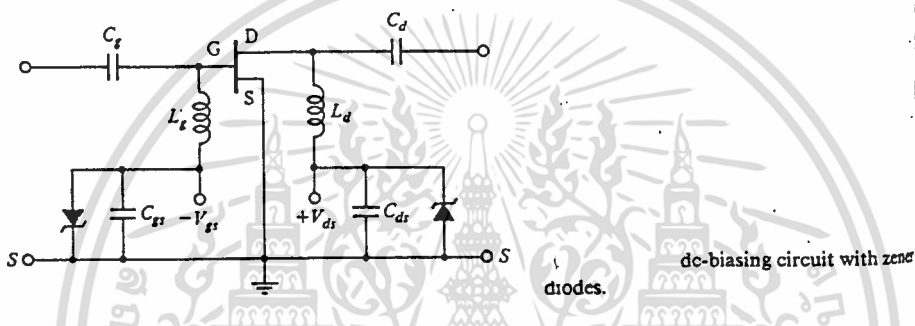 C_g
C_d
G
D
S
L_g
L_d
C_gs
−V_gs
+V_ds
C_ds
S
S
dc-biasing circuit with zener
diodes.